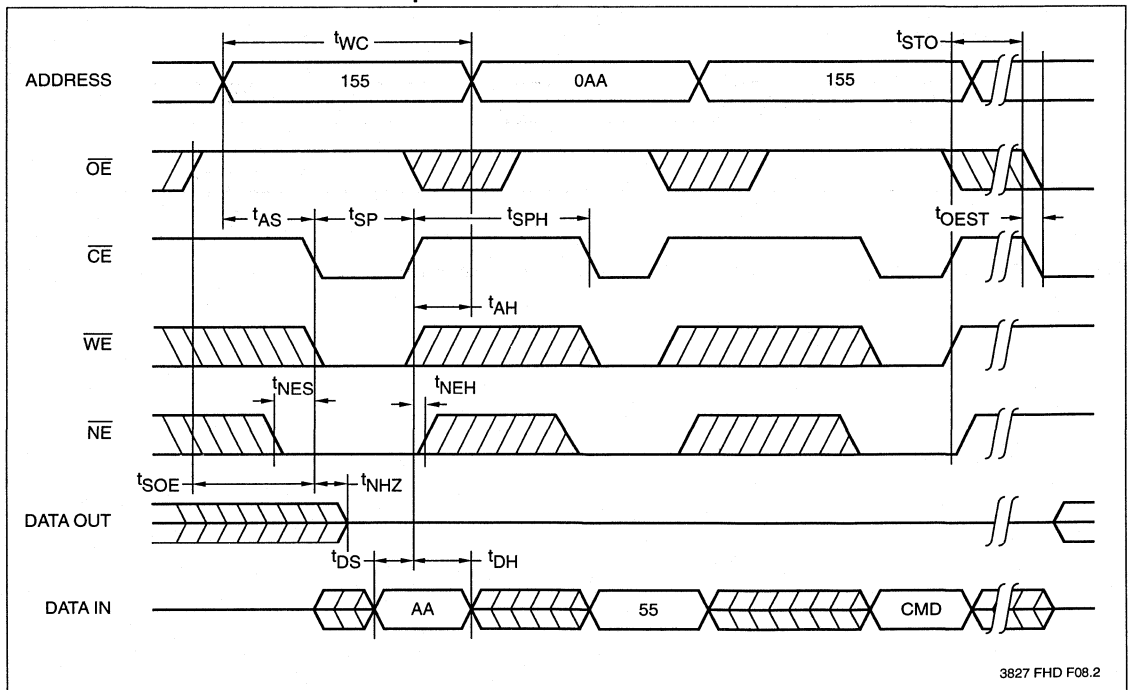 tWC
tSTO
ADDRESS
155
0AA
155
OE
tAS
tSP
tSPH
tOEST
CE
tAH
WE
tNES
tNEH
NE
tSOE
tNHZ
DATA OUT
tDS
tDH
DATA IN
AA
55
CMD
3827 FHD F08.2